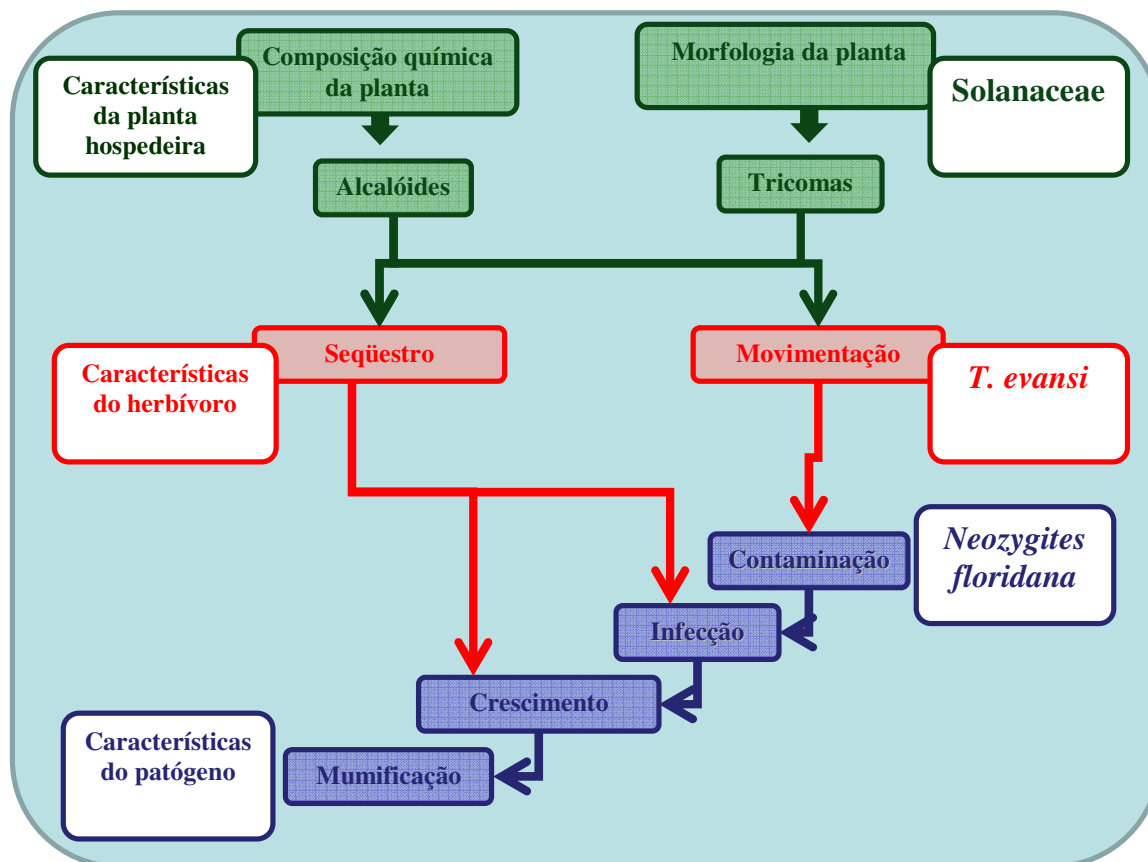 Características
da planta
hospedeira
Composição química
da planta
Morfologia da planta
Solanaceae
Alcalóides
Tricomas
Características
do herbívoro
Seqüestro
Movimentação
T. evansi
Contaminação
Neozygites
floridana
Infecção
Crescimento
Características
do patógeno
Mumificação